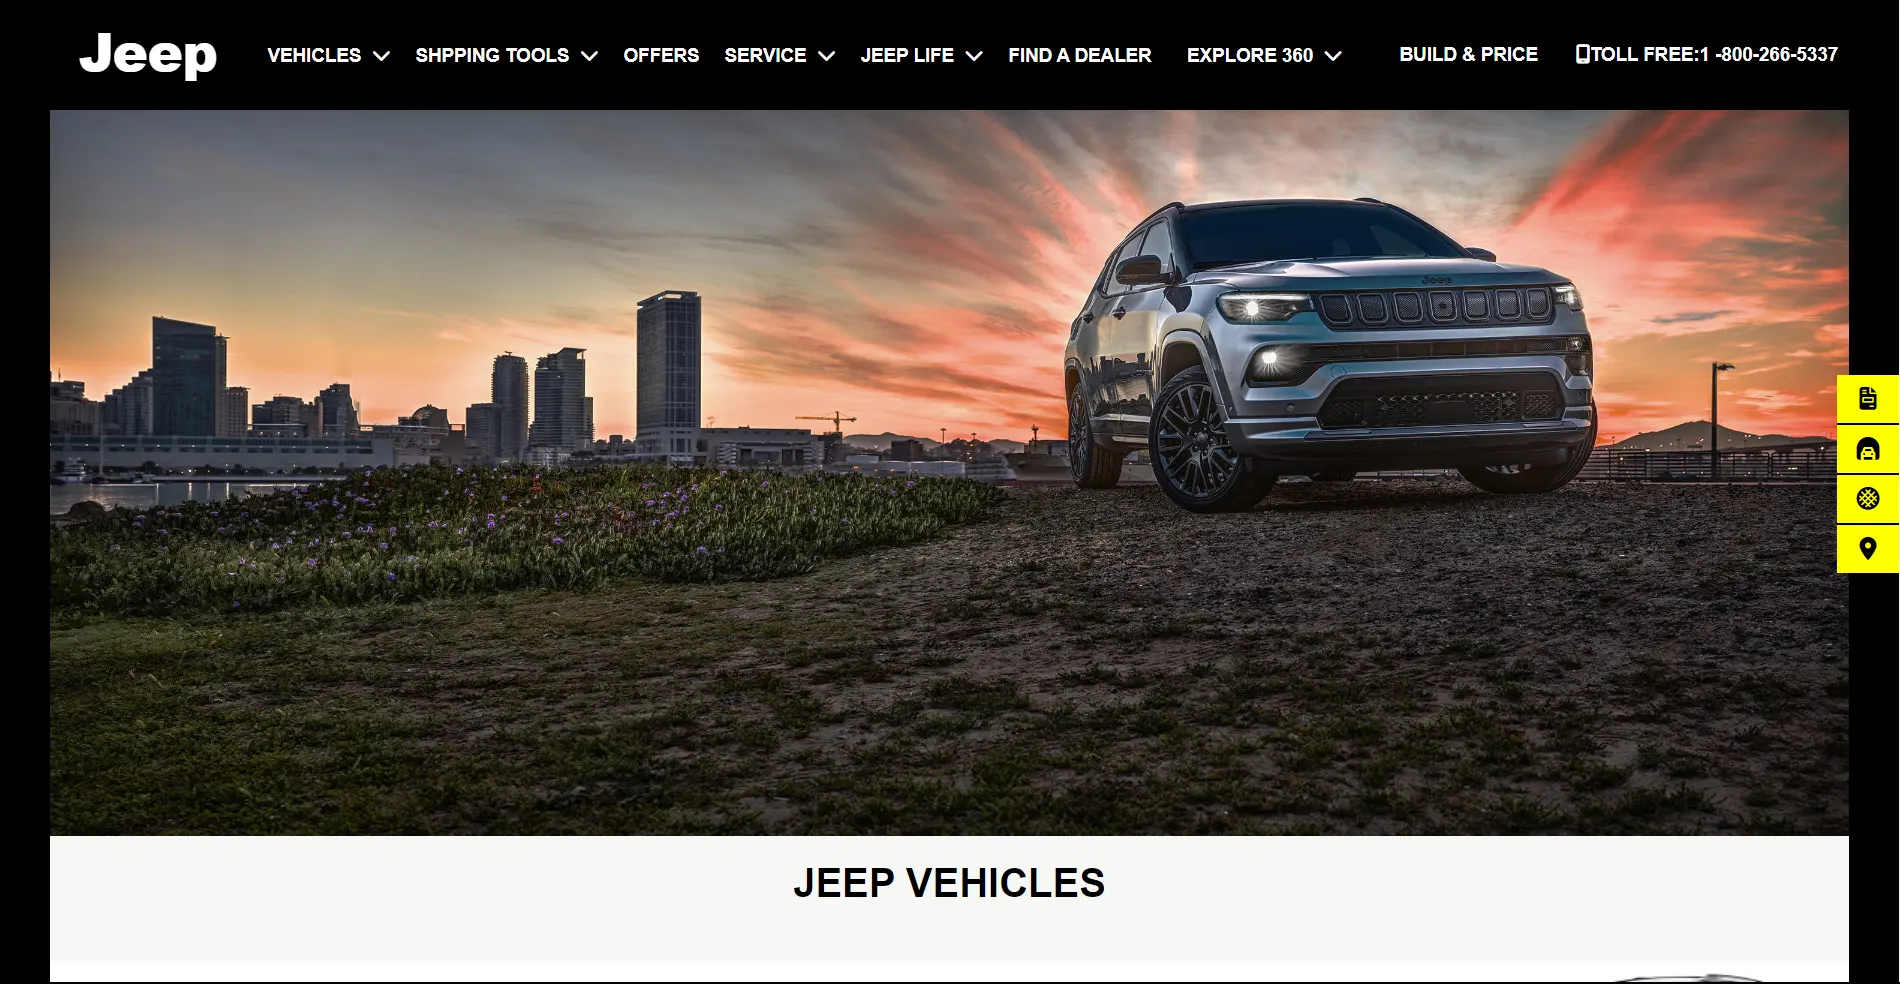 Jeep
VEHICLES
SHPPING TOOLS
OFFERS
SERVICE
JEEP LIFE
FIND A DEALER
EXPLORE 360
BUILD & PRICE
TOLL FREE:1 -800-266-5337
Jeep
JEEP VEHICLES